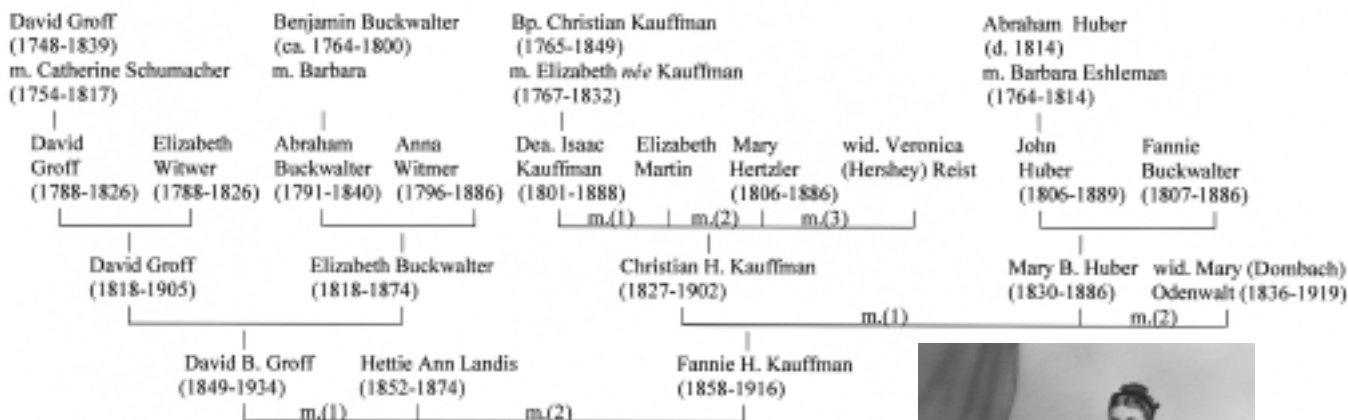 David Groff
(1748-1839)
m. Catherine Schumacher
(1754-1817)
Benjamin Buckwalter
(ca. 1764-1800)
m. Barbara
Bp. Christian Kauffman
(1765-1849)
m. Elizabeth née Kauffman
(1767-1832)
Abraham Huber
(d. 1814)
m. Barbara Eshleman
(1764-1814)
David
Groff
(1788-1826)
Elizabeth
Witwer
(1788-1826)
Abraham
Buckwalter
(1791-1840)
Anna
Witmer
(1796-1886)
Dea. Isaac
Kauffman
(1801-1888)
Elizabeth
Martin
Mary
Hertzler
(1806-1886)
wid. Veronica
(Hershey) Reist
John
Huber
(1806-1889)
Fannie
Buckwalter
(1807-1886)
m.(1)
m.(2)
m.(3)
David Groff
(1818-1905)
Elizabeth Buckwalter
(1818-1874)
Christian H. Kauffman
(1827-1902)
Mary B. Huber
(1830-1886)
wid. Mary (Dombach)
Odenwalt (1836-1919)
m.(1)
m.(2)
David B. Groff
(1849-1934)
Hettie Ann Landis
(1852-1874)
Fannie H. Kauffman
(1858-1916)
m.(1)
m.(2)